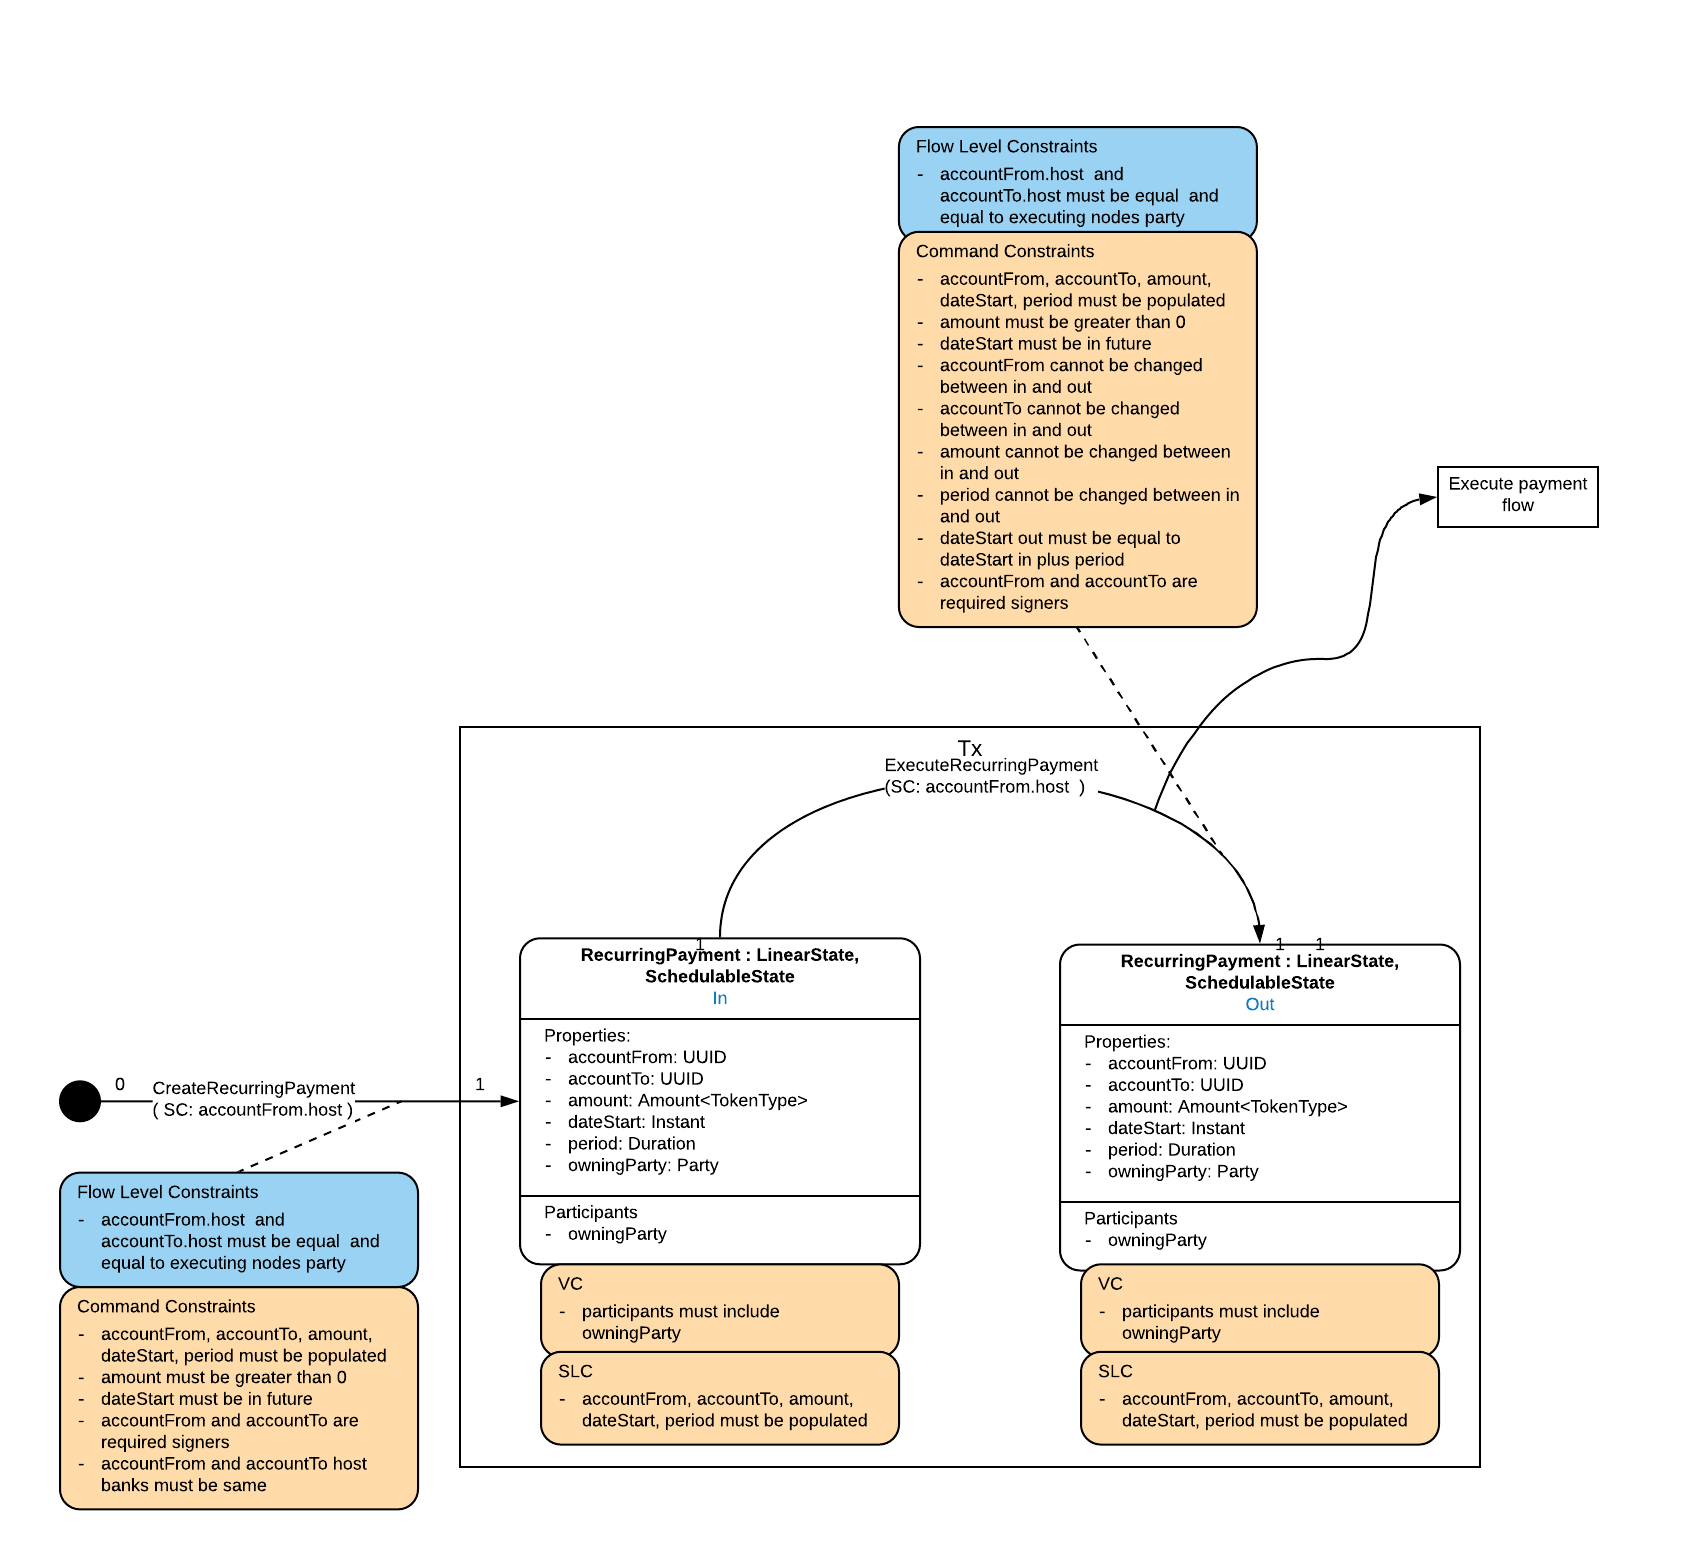 Flow Level Constraints
- accountFrom.host  and
accountTo.host must be equal  and
equal to executing nodes party
Command Constraints
- accountFrom, accountTo, amount,
dateStart, period must be populated
- amount must be greater than 0
- dateStart must be in future
- accountFrom cannot be changed
between in and out
- accountTo cannot be changed
between in and out
- amount cannot be changed between
in and out
- period cannot be changed between in
and out
- dateStart out must be equal to
dateStart in plus period
- accountFrom and accountTo are
required signers
Execute payment
flow
Tx
ExecuteRecurringPayment
(SC: accountFrom.host  )
1
RecurringPayment : LinearState,
SchedulableState
In
Properties:
- accountFrom: UUID
- accountTo: UUID
- amount: Amount<TokenType>
- dateStart: Instant
- period: Duration
- owningParty: Party
Participants
- owningParty
VC
- participants must include
owningParty
SLC
- accountFrom, accountTo, amount,
dateStart, period must be populated
1 1
RecurringPayment : LinearState,
SchedulableState
Out
Properties:
- accountFrom: UUID
- accountTo: UUID
- amount: Amount<TokenType>
- dateStart: Instant
- period: Duration
- owningParty: Party
Participants
- owningParty
VC
- participants must include
owningParty
SLC
- accountFrom, accountTo, amount,
dateStart, period must be populated
0
CreateRecurringPayment
( SC: accountFrom.host )
1
Flow Level Constraints
- accountFrom.host  and
accountTo.host must be equal  and
equal to executing nodes party
Command Constraints
- accountFrom, accountTo, amount,
dateStart, period must be populated
- amount must be greater than 0
- dateStart must be in future
- accountFrom and accountTo are
required signers
- accountFrom and accountTo host
banks must be same